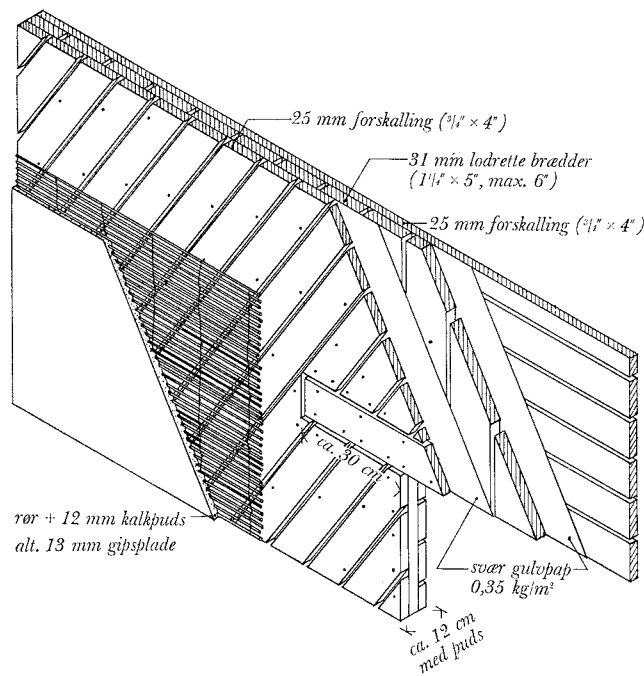 25 mm forskalling (³/₄" × 4")
31 mm lodrette brædder
(1¹/₄" × 5", max. 6")
25 mm forskalling (³/₄" × 4")
ca. 30 cm
rør + 12 mm kalkpuds
alt. 13 mm gipsplade
svær gulvpap
0,35 kg/m²
ca. 12 cm
med puds